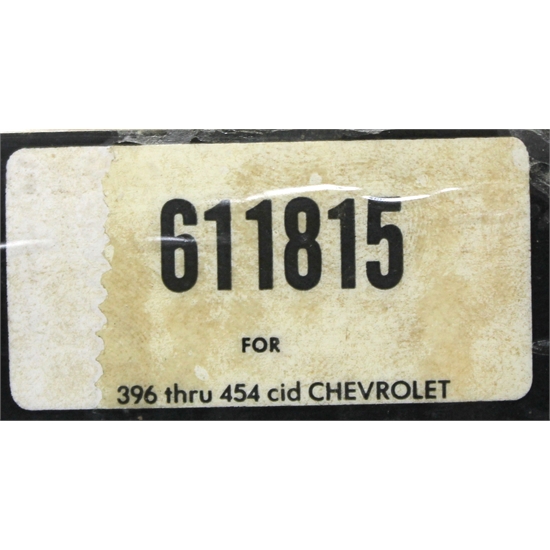 611815
FOR
396 thru 454 cid CHEVROLET